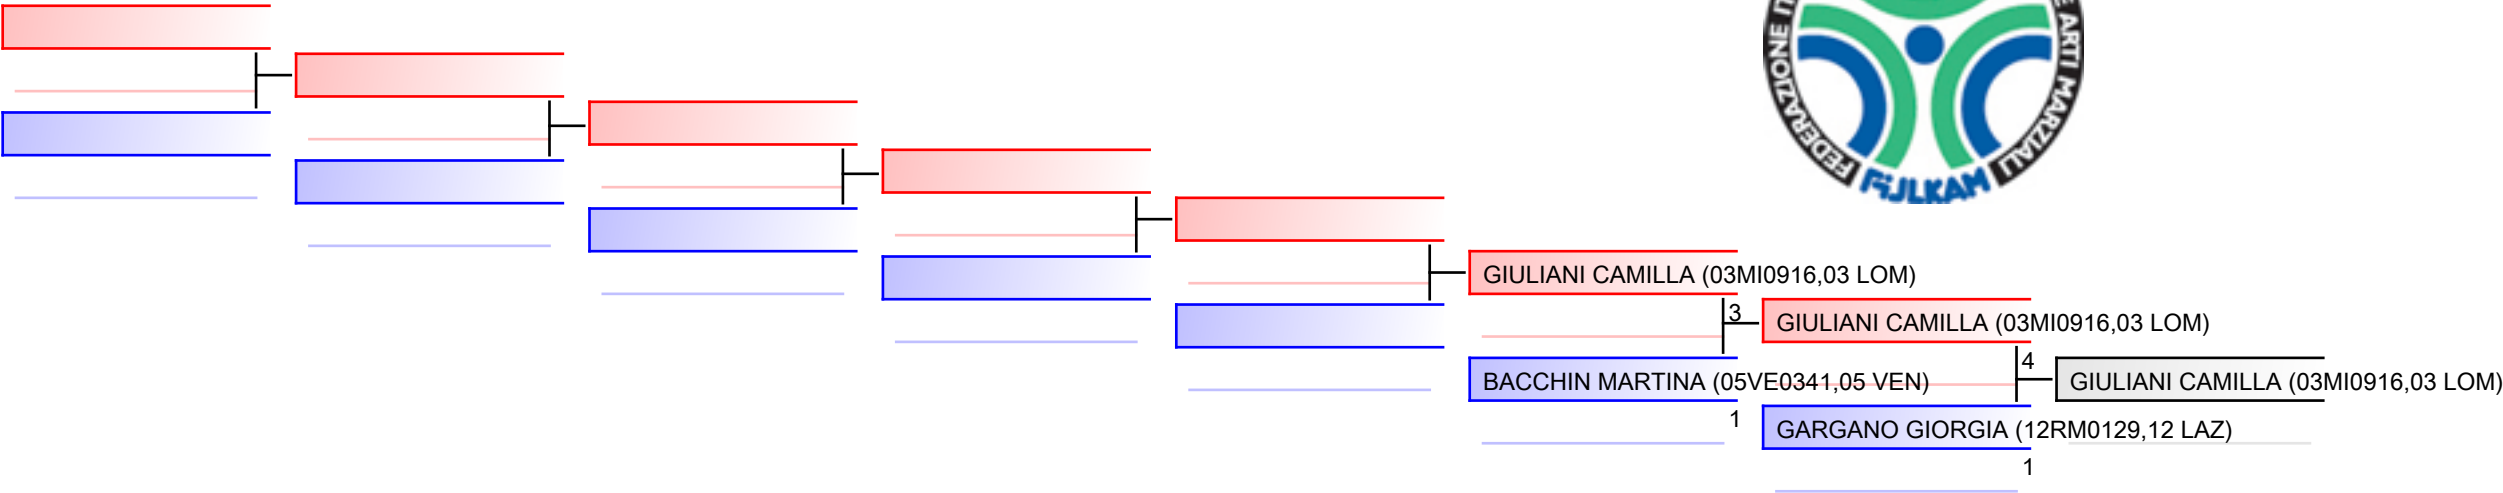 FEDERAZIONE
E ARTI MARZIALI
FIJLKAM
GIULIANI CAMILLA (03MI0916,03 LOM)
3
GIULIANI CAMILLA (03MI0916,03 LOM)
4
BACCHIN MARTINA (05VE0341,05 VEN)
GIULIANI CAMILLA (03MI0916,03 LOM)
1
GARGANO GIORGIA (12RM0129,12 LAZ)
1